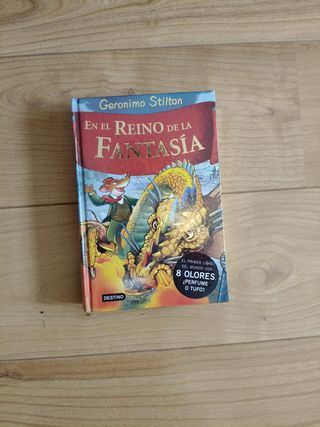 Geronimo Stilton
EN EL REINO DE LA
FANTASÍA
EL PRIMER LIBRO
DEL MUNDO CON
8 OLORES
¿PERFUME
O TUFO?
DESTINO